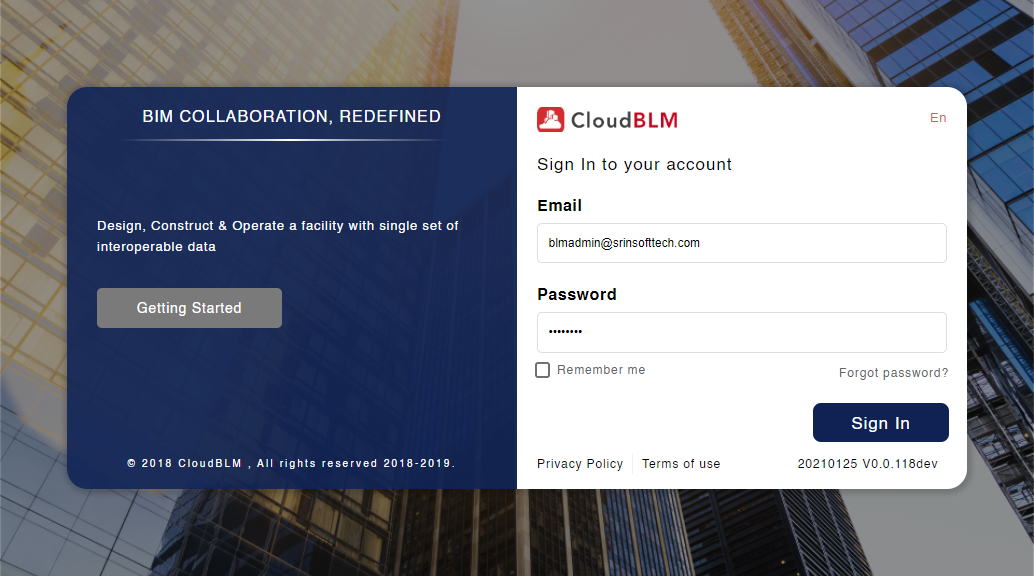 BIM COLLABORATION, REDEFINED
Design, Construct & Operate a facility with single set of
interoperable data
Getting Started
© 2018 CloudBLM , All rights reserved 2018-2019.
CloudBLM
En
Sign In to your account
Email
blmadmin@srinsofttech.com
Password
••••••••
Remember me
Forgot password?
Sign In
Privacy Policy
Terms of use
20210125 V0.0.118dev